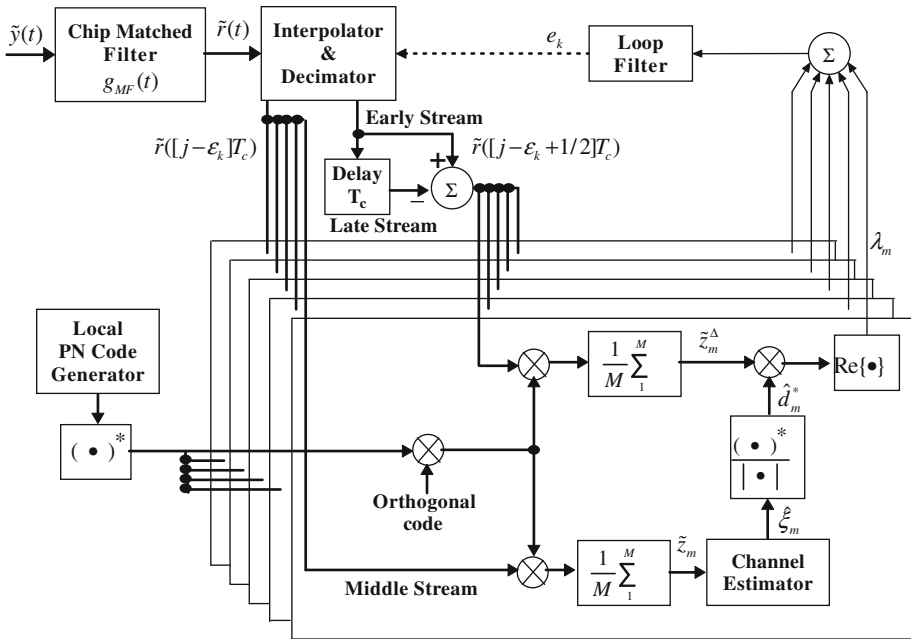 ỹ(t)
Chip Matched
Filter
g_MF(t)
r̃(t)
Interpolator
&
Decimator
e_k
Loop
Filter
Σ
Early Stream
r̃([j−ε_k]T_c)
r̃([j−ε_k+1/2]T_c)
+
Delay
T_c
−
Σ
Late Stream
λ_m
Local
PN Code
Generator
1/M Σ_1^M
z̃_m^Δ
Re{•}
d̂_m^*
( • )^*
( • )^*
| • |
Orthogonal
code
ξ̂_m
Middle Stream
1/M Σ_1^M
z̃_m
Channel
Estimator